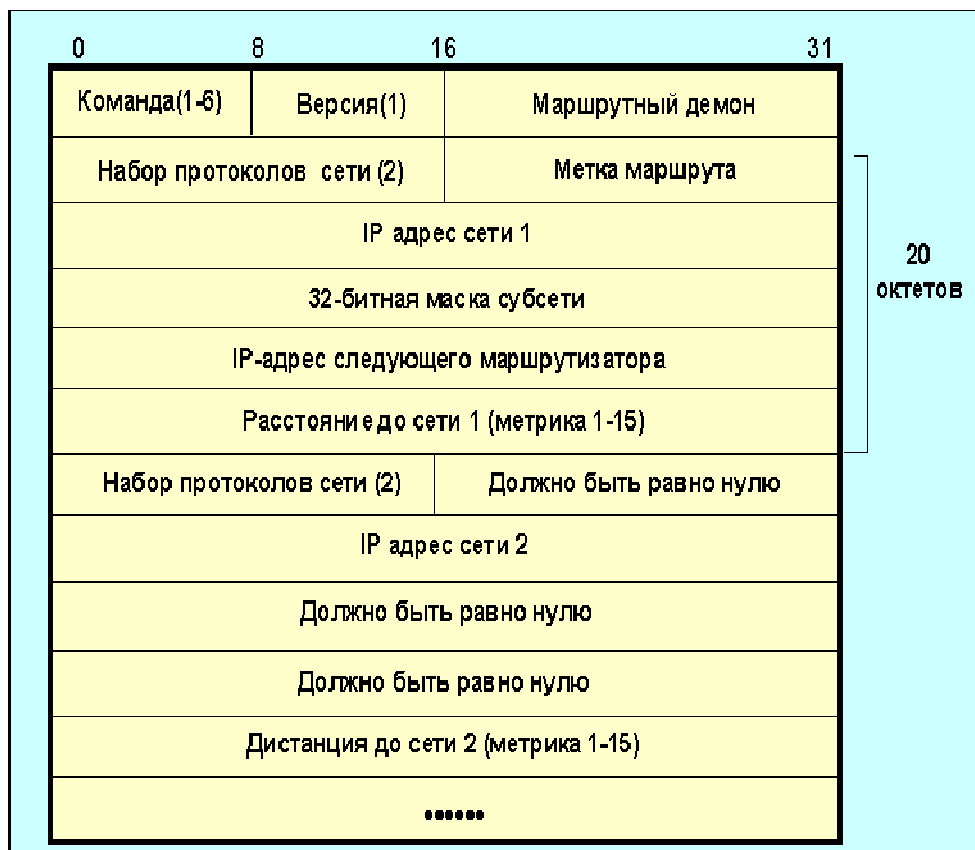 0 8 16 31
Команда(1-6) Версия(1) Маршрутный демон
Набор протоколов сети (2) Метка маршрута
IP адрес сети 1
20
октетов
32-битная маска субсети
IP-адрес следующего маршрутизатора
Расстояние до сети 1 (метрика 1-15)
Набор протоколов сети (2) Должно быть равно нулю
IP адрес сети 2
Должно быть равно нулю
Должно быть равно нулю
Дистанция до сети 2 (метрика 1-15)
••••••